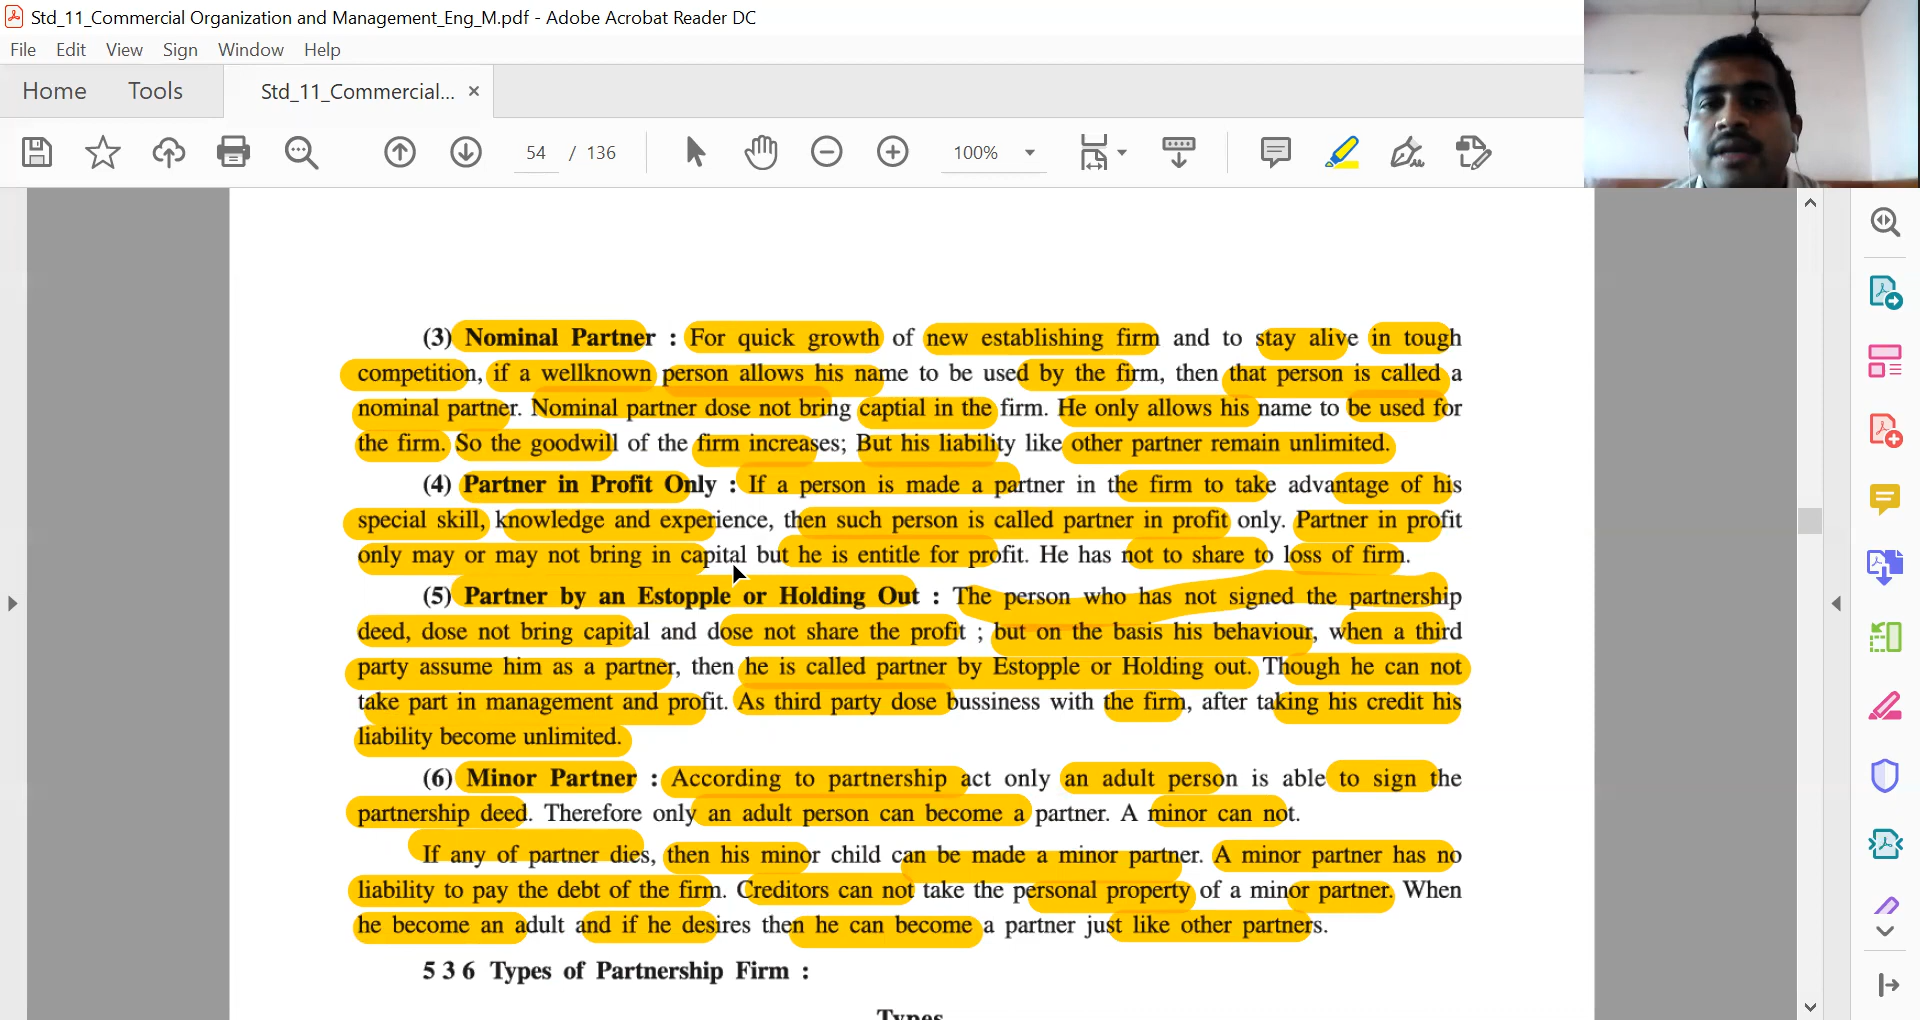 Std_11_Commercial Organization and Management_Eng_M.pdf - Adobe Acrobat Reader DC
File Edit View Sign Window Help
Home Tools Std_11_Commercial... ×
54 / 136 100%
(3) Nominal Partner : For quick growth of new establishing firm and to stay alive in tough
competition, if a wellknown person allows his name to be used by the firm, then that person is called a
nominal partner. Nominal partner dose not bring captial in the firm. He only allows his name to be used for
the firm. So the goodwill of the firm increases; But his liability like other partner remain unlimited.
(4) Partner in Profit Only : If a person is made a partner in the firm to take advantage of his
special skill, knowledge and experience, then such person is called partner in profit only. Partner in profit
only may or may not bring in capital but he is entitle for profit. He has not to share to loss of firm.
(5) Partner by an Estopple or Holding Out : The person who has not signed the partnership
deed, dose not bring capital and dose not share the profit ; but on the basis his behaviour, when a third
party assume him as a partner, then he is called partner by Estopple or Holding out. Though he can not
take part in management and profit. As third party dose bussiness with the firm, after taking his credit his
liability become unlimited.
(6) Minor Partner : According to partnership act only an adult person is able to sign the
partnership deed. Therefore only an adult person can become a partner. A minor can not.
If any of partner dies, then his minor child can be made a minor partner. A minor partner has no
liability to pay the debt of the firm. Creditors can not take the personal property of a minor partner. When
he become an adult and if he desires then he can become a partner just like other partners.
5 3 6 Types of Partnership Firm :
Types